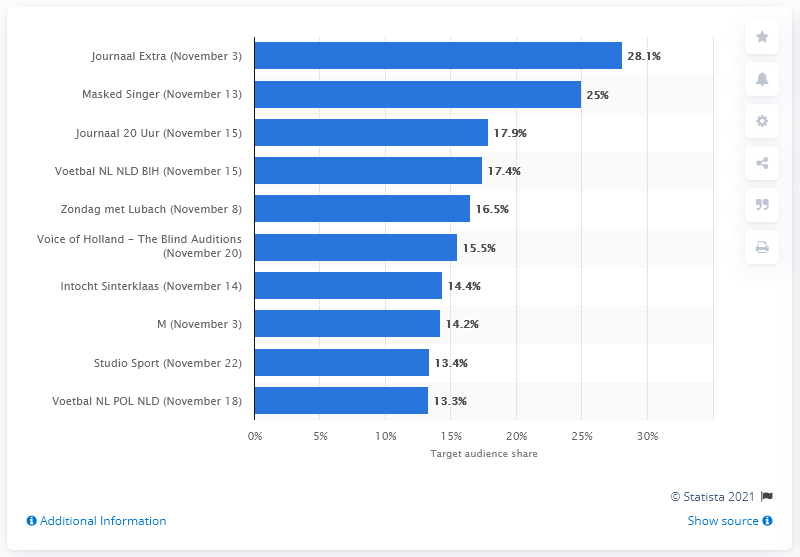 Journaal Extra (November 3) 28.1%
Masked Singer (November 13) 25%
Journaal 20 Uur (November 15) 17.9%
Voetbal NL NLD BIH (November 15) 17.4%
Zondag met Lubach (November 8) 16.5%
Voice of Holland - The Blind Auditions
(November 20) 15.5%
Intocht Sinterklaas (November 14) 14.4%
M (November 3) 14.2%
Studio Sport (November 22) 13.4%
Voetbal NL POL NLD (November 18) 13.3%
0% 5% 10% 15% 20% 25% 30%
Target audience share
© Statista 2021
Additional Information Show source